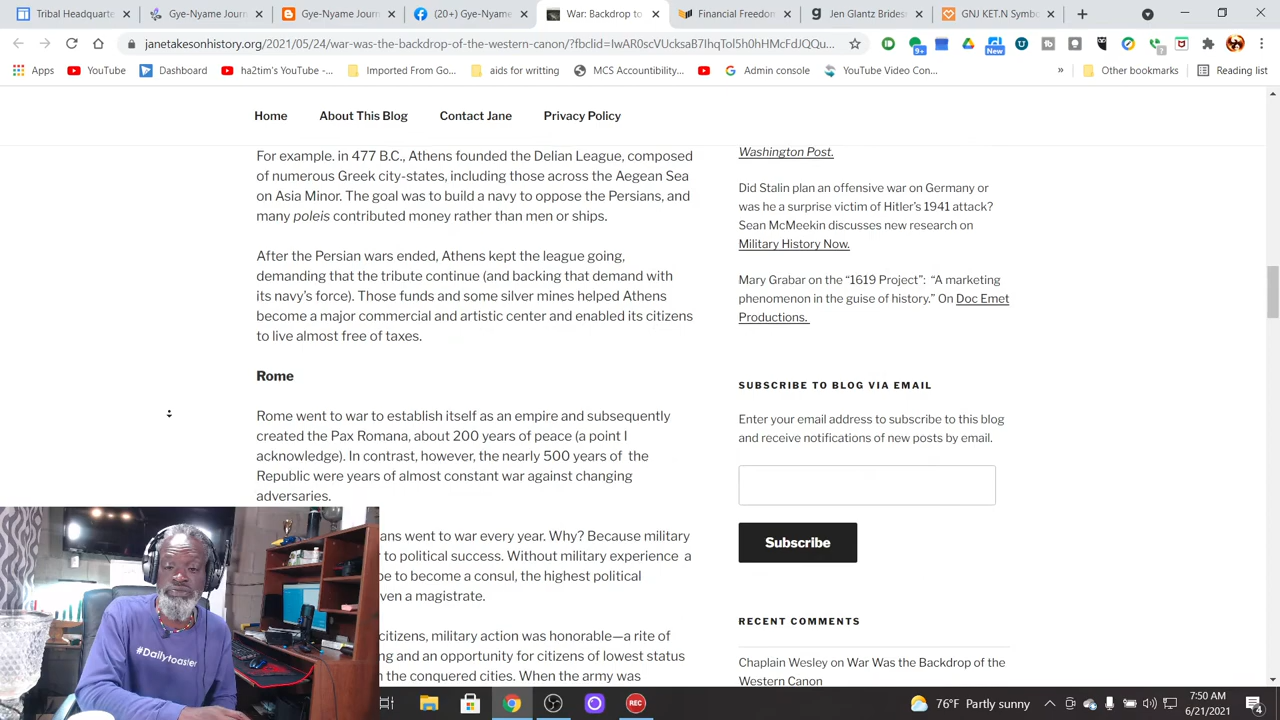 Tribal Headquarte
Gye-Nyame Journ
Gye-Nyame Journ
(20+) Gye-Nyame
War: Backdrop to
Financial Freedom
Jen Glantz Brides
GNJ KET.N Symbo
janetakesonhistory.org/
24/war-was-the-backdrop-of-the-western-canon/?fbclid=
Apps
YouTube
Dashboard
ha2tim's YouTube -...
Imported From Go...
aids for writting
MCS Accountibility...
Admin console
YouTube Video Con...
»
Other bookmarks
Reading list
9+
New
Home
About This Blog
Contact Jane
Privacy Policy
For example. in 477 B.C., Athens founded the Delian League, composed
of numerous Greek city-states, including those across the Aegean Sea
on Asia Minor. The goal was to build a navy to oppose the Persians, and
many poleis contributed money rather than men or ships.
After the Persian wars ended, Athens kept the league going,
demanding that the tribute continue (and backing that demand with
its navy's force). Those funds and some silver mines helped Athens
become a major commercial and artistic center and enabled its citizens
to live almost free of taxes.
Rome
Rome went to war to establish itself as an empire and subsequently
created the Pax Romana, about 200 years of peace (a point I
acknowledge). In contrast, however, the nearly 500 years of the
Republic were years of almost constant war against changing
adversaries.
ans went to war every year. Why? Because military
to political success. Without military experience a
be to become a consul, the highest political
ven a magistrate.
citizens, military action was honorable—a rite of
ng and an opportunity for citizens of lowest status
n the conquered cities. When the army was
Washington Post.
Did Stalin plan an offensive war on Germany or
was he a surprise victim of Hitler's 1941 attack?
Sean McMeekin discusses new research on
Military History Now.
Mary Grabar on the "1619 Project": "A marketing
phenomenon in the guise of history." On Doc Emet
Productions.
SUBSCRIBE TO BLOG VIA EMAIL
Enter your email address to subscribe to this blog
and receive notifications of new posts by email.
Subscribe
RECENT COMMENTS
Chaplain Wesley on War Was the Backdrop of the
Western Canon
#Dailytoaster
REC
76°F Partly sunny
7:50 AM
6/21/2021
4